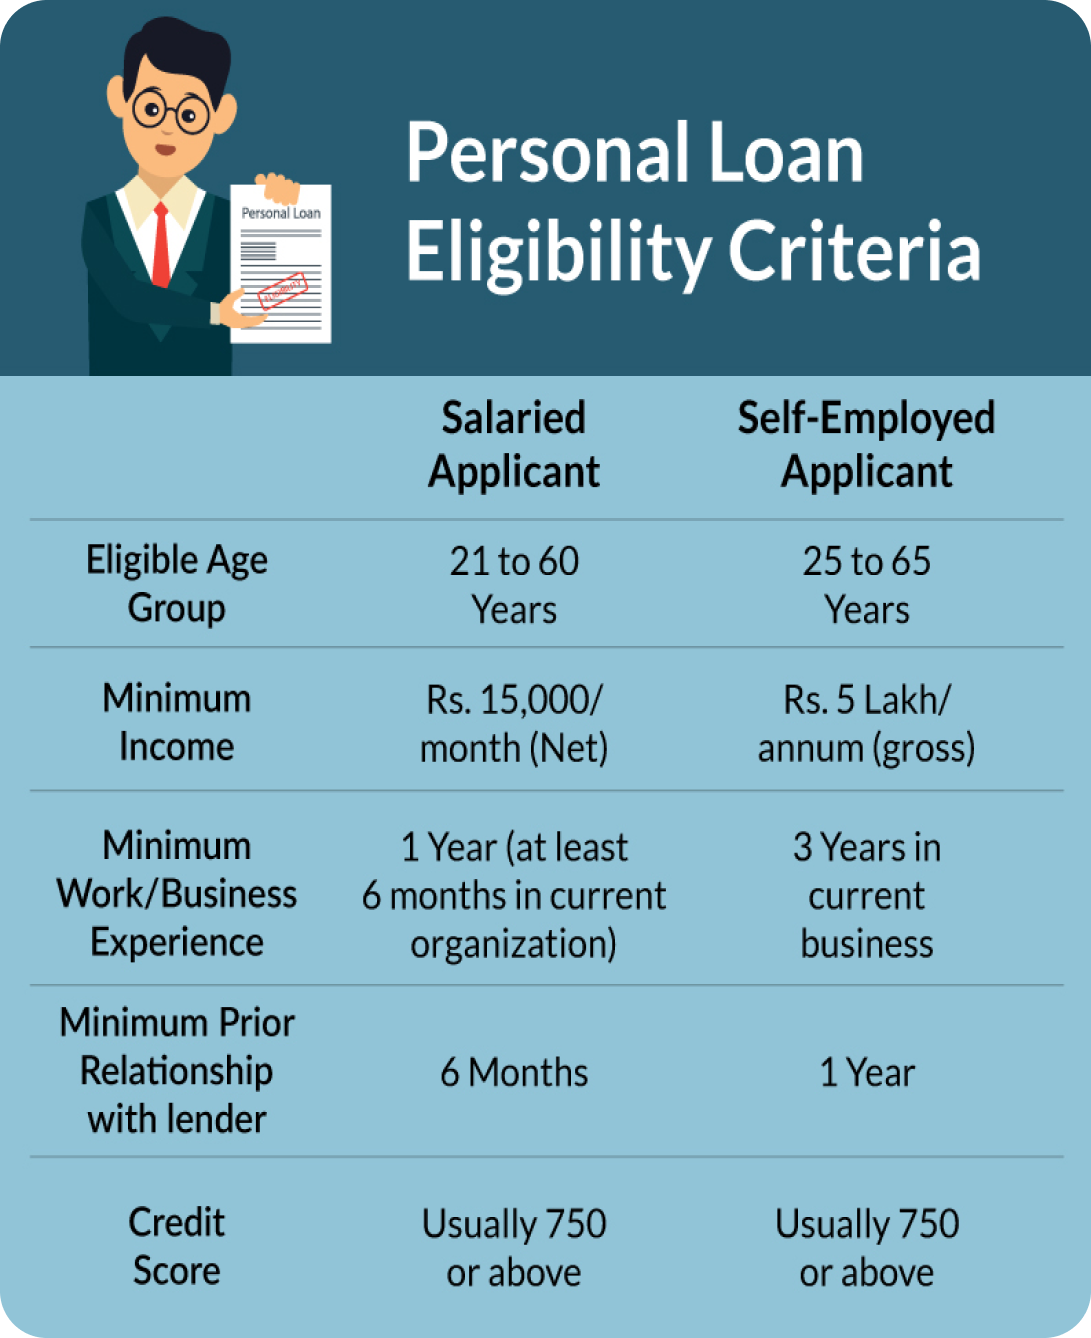 Personal Loan
Personal Loan
Eligibility Criteria
Salaried
Applicant
Self-Employed
Applicant
Eligible Age
Group
21 to 60
Years
25 to 65
Years
Minimum
Income
Rs. 15,000/
month (Net)
Rs. 5 Lakh/
annum (gross)
Minimum
Work/Business
Experience
1 Year (at least
6 months in current
organization)
3 Years in
current
business
Minimum Prior
Relationship
with lender
6 Months
1 Year
Credit
Score
Usually 750
or above
Usually 750
or above